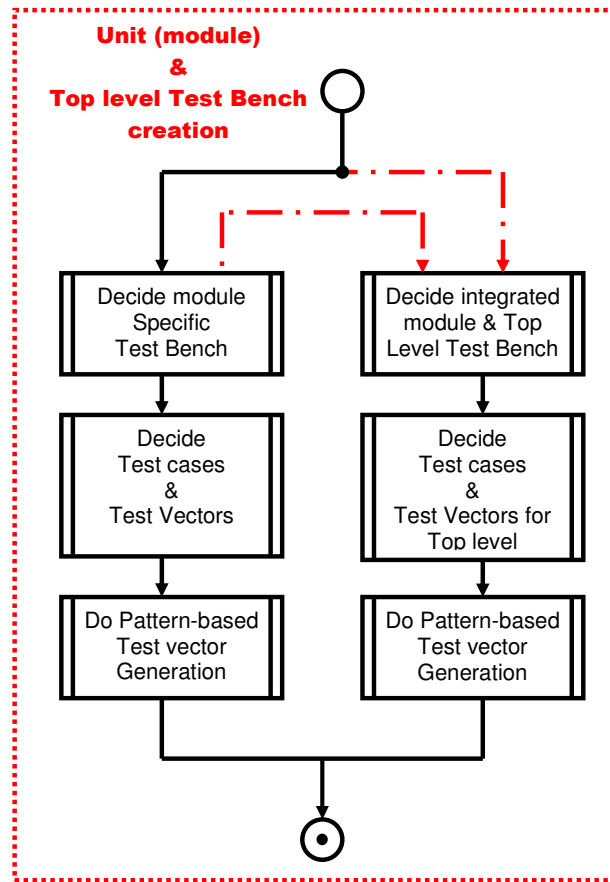 Unit (module)
&
Top level Test Bench
creation
Decide module
Specific
Test Bench
Decide integrated
module & Top
Level Test Bench
Decide
Test cases
&
Test Vectors
Decide
Test cases
&
Test Vectors for
Top level
Do Pattern-based
Test vector
Generation
Do Pattern-based
Test vector
Generation